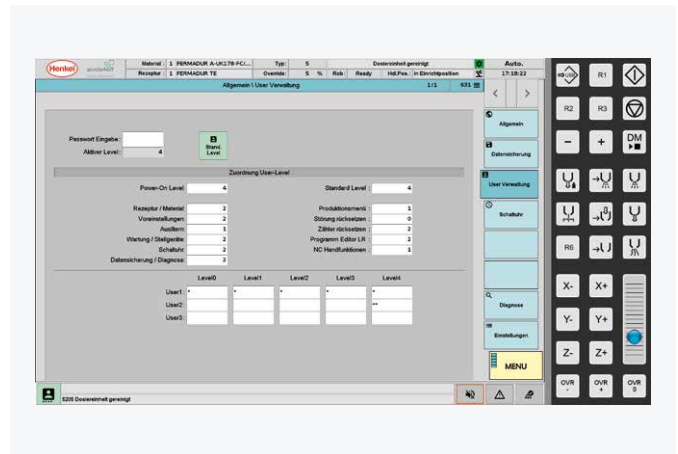 Henkel
Material : 1 PERMADUR A-UK178-FC/... Typ: 5 Dosiereinheit gereinigt Auto.
Rezeptur : 1 PERMADUR TE Override: 5 % Rob: Ready Hdl.Pos.: in Einrichtposition 17:18:22
Allgemein \ User Verwaltung 1/1 631
< >
Passwort Eingabe :
Aktiver Level: 4
Stand. Level
Zuordnung User-Level
Power-On Level: 4 Standard Level : 4
Rezeptur / Material: 2 Produktionsmenü : 1
Voreinstellungen: 2 Störung rücksetzen : 0
Auslitern: 1 Zähler rücksetzen : 2
Wartung / Stellgeräte: 2 Programm Editor LR : 2
Schaltuhr: 2 NC Handfunktionen : 1
Datensicherung / Diagnose: 2
Level0 Level1 Level2 Level3 Level4
User1: * * * * *
User2: **
User3:
Allgemein
Datensicherung
User Verwaltung
Schaltuhr
Diagnose
Einstellungen
MENU
5205 Dosiereinheit gereinigt
R1
R2 R3
- + DM
R6
X- X+
Y- Y+
Z- Z+
OVR - OVR + OVR 0